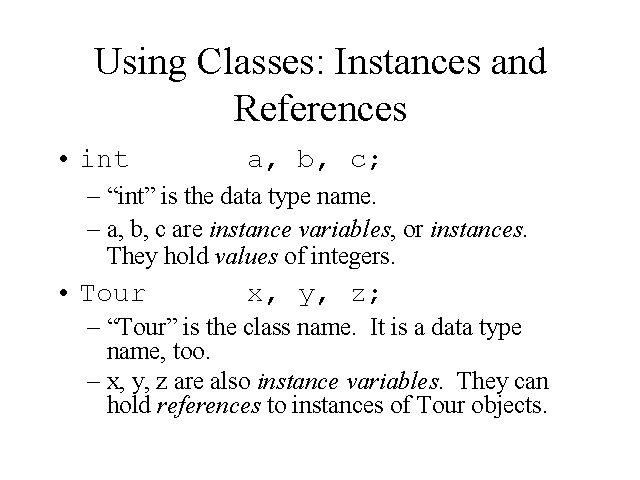 Using Classes: Instances and
References
• int a, b, c;
– “int” is the data type name.
– a, b, c are instance variables, or instances.
They hold values of integers.
• Tour x, y, z;
– “Tour” is the class name. It is a data type
name, too.
– x, y, z are also instance variables. They can
hold references to instances of Tour objects.